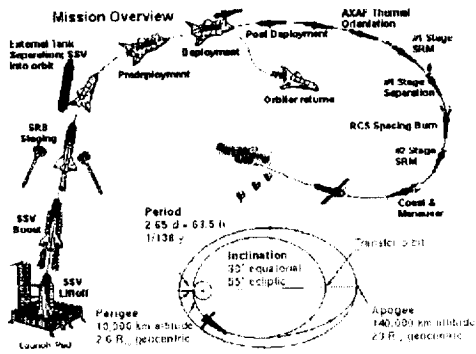 Mission Overview
External Tank
Separation; SSV
Into orbit
Predeployment
Deployment
Post Deployment
AXAF Thermal
Orientation
#1 Stage
SRM
#1 Stage
Separation
Orbiter returns
RCS Spacing Burn
#2 Stage
SRM
Coast &
Maneuver
SRB
Staging
SSV
Boost
SSV
Liftoff
Launch Pad
Period
2.65 d = 63.5 h
1/138 y
Inclination
equatorial
ecliptic
Transfer orbit
Perigee
10,000 km altitude
2.6 R geocentric
Apogee
140,000 km altitude
23 R geocentric